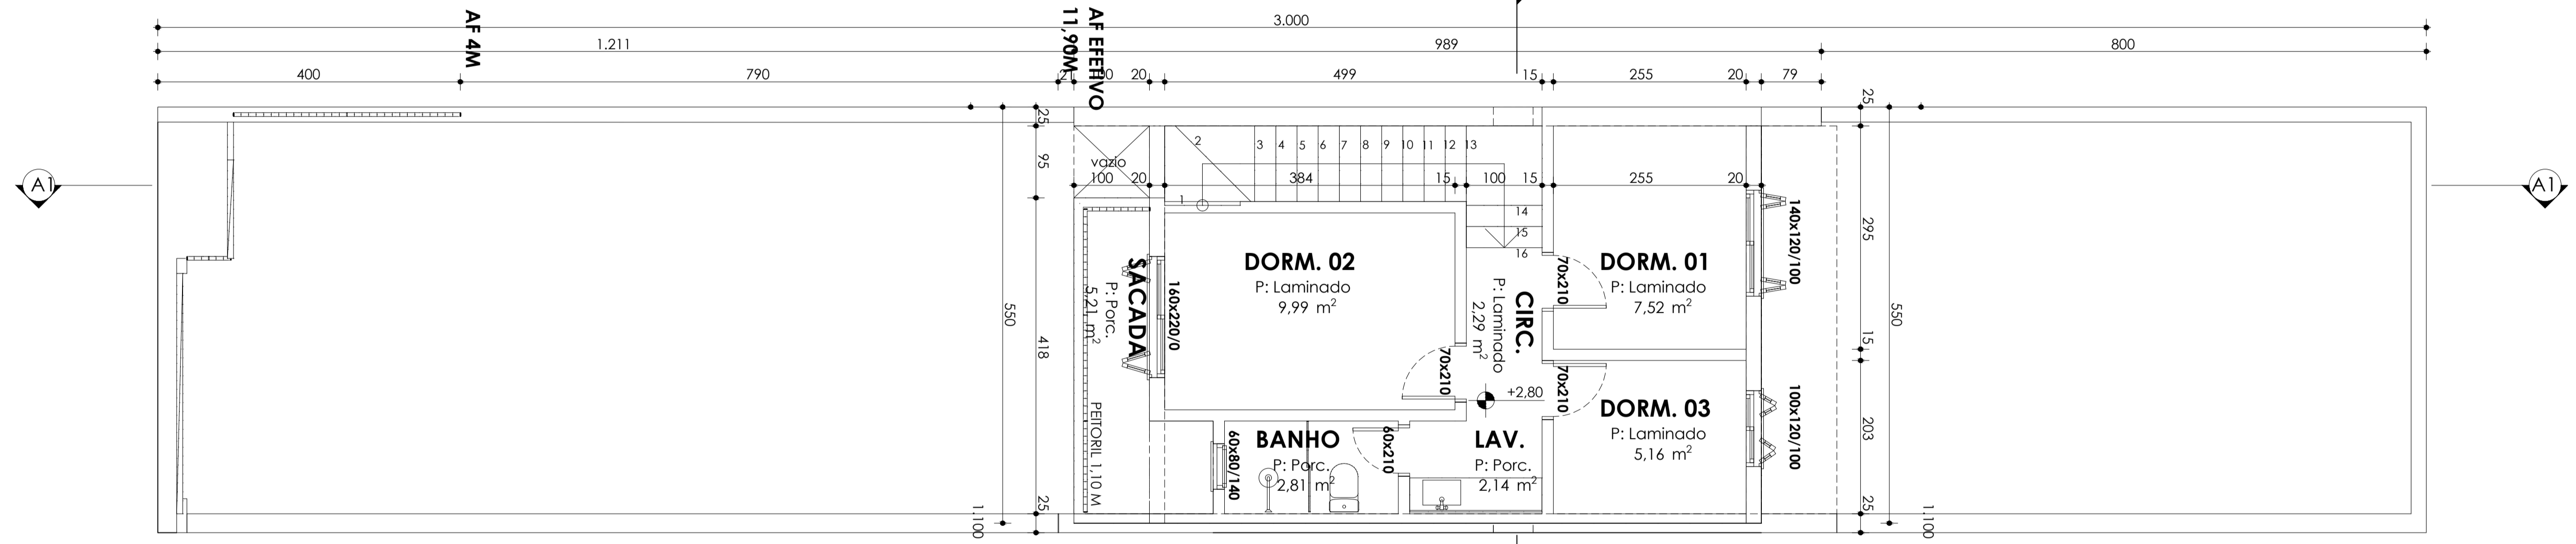 3.000
1.211
989
800
400
790
20
499
15
255
20
79
AF 4M
AF EFETIVO
11,90M
25
95
418
25
550
1.100
A1
A1
vazio
100
20
384
15
100
15
255
20
1
2
3
4
5
6
7
8
9
10
11
12
13
14
15
16
SACADA
P: Porc.
5,21 m²
PEITORIL 1,10 M
160x220/0
DORM. 02
P: Laminado
9,99 m²
70x210
CIRC.
P: Laminado
2,29 m²
+2,80
70x210
70x210
DORM. 01
P: Laminado
7,52 m²
DORM. 03
P: Laminado
5,16 m²
BANHO
P: Porc.
2,81 m²
60x80/140
60x210
LAV.
P: Porc.
2,14 m²
140x120/100
100x120/100
25
295
15
203
25
550
1.100